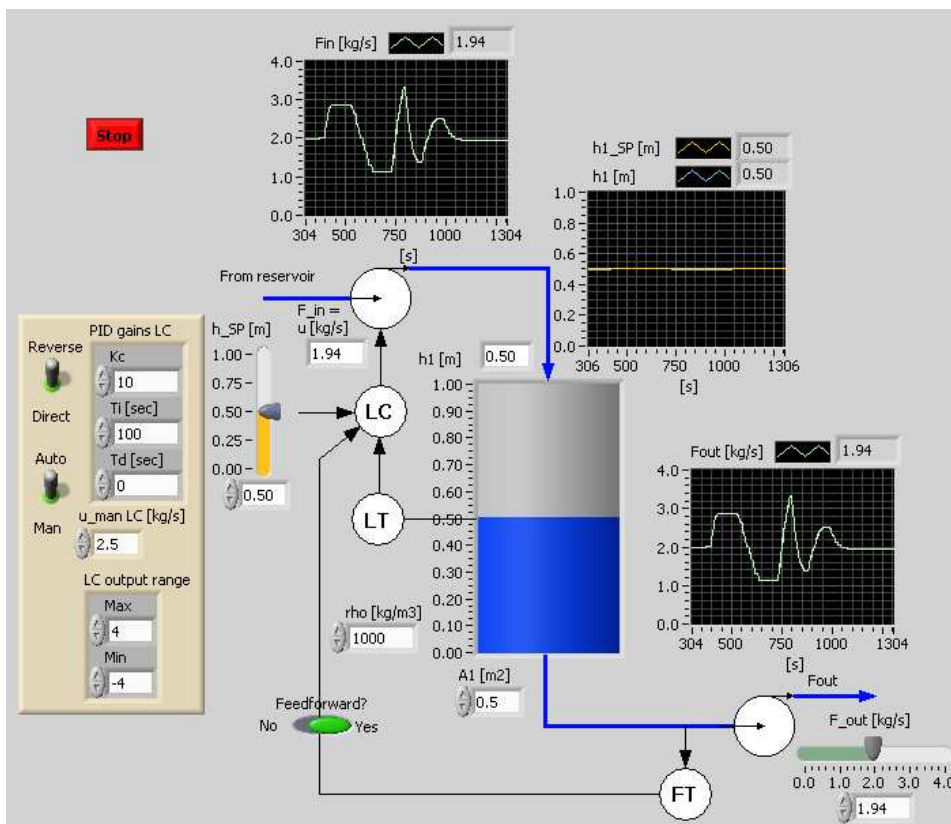 Fin [kg/s] 1.94
4.0
3.0
2.0
1.0
0.0
304 500 750 1000 1304
[s]
Stop
h1_SP [m] 0.50
h1 [m] 0.50
1.0
0.8
0.6
0.4
0.2
0.0
306 500 750 1000 1306
[s]
From reservoir
F_in =
u [kg/s]
1.94
PID gains LC
Reverse
Direct
Auto
Man
Kc
10
Ti [sec]
100
Td [sec]
0
u_man LC [kg/s]
2.5
LC output range
Max
4
Min
-4
h_SP [m]
1.00
0.75
0.50
0.25
0.00
0.50
LC
LT
h1 [m] 0.50
1.00
0.90
0.80
0.70
0.60
0.50
0.40
0.30
0.20
0.10
0.00
rho [kg/m3]
1000
A1 [m2]
0.5
Feedforward?
No Yes
Fout [kg/s] 1.94
4.0
3.0
2.0
1.0
0.0
304 500 750 1000 1304
[s]
Fout
F_out [kg/s]
0.0 1.0 2.0 3.0 4.0
1.94
FT